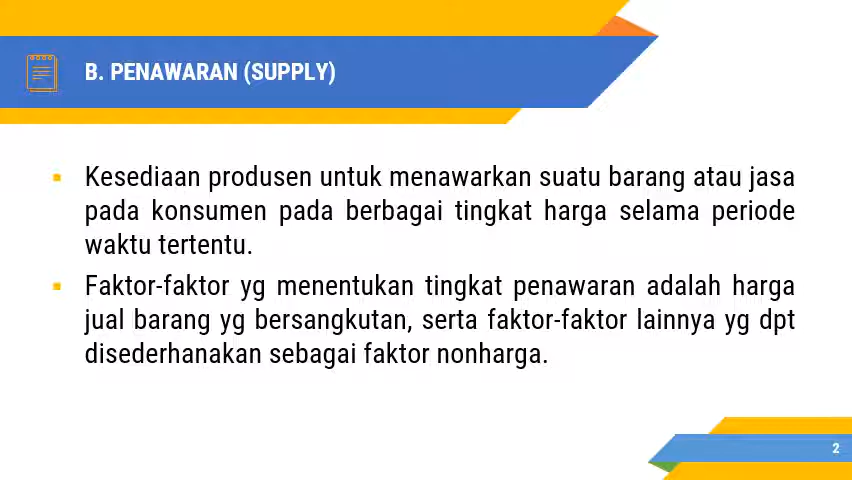 B. PENAWARAN (SUPPLY)
Kesediaan produsen untuk menawarkan suatu barang atau jasa
pada konsumen pada berbagai tingkat harga selama periode
waktu tertentu.
Faktor-faktor yg menentukan tingkat penawaran adalah harga
jual barang yg bersangkutan, serta faktor-faktor lainnya yg dpt
disederhanakan sebagai faktor nonharga.
2